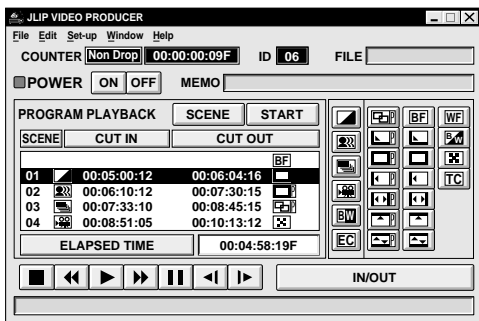 JLIP VIDEO PRODUCER
File Edit Set-up Window Help
COUNTER Non Drop 00:00:00:09F ID 06 FILE
POWER ON OFF MEMO
PROGRAM PLAYBACK SCENE START
SCENE CUT IN CUT OUT
BF
01 00:05:00:12 00:06:04:16
02 00:06:10:12 00:07:30:15 P
03 00:07:33:10 00:08:45:15 P
04 00:08:51:05 00:10:13:12
ELAPSED TIME 00:04:58:19F
P BF WF
P B/W
P
P TC
P
BW P
EC P
IN/OUT